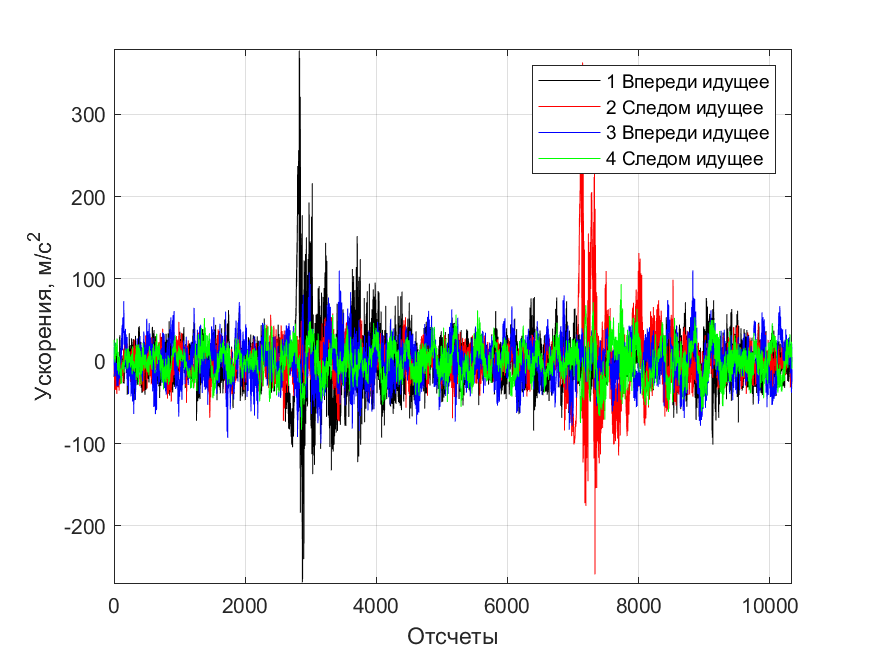 1 Впереди идущее
2 Следом идущее
3 Впереди идущее
4 Следом идущее
300
200
100
0
-100
-200
Ускорения, м/с²
0 2000 4000 6000 8000 10000
Отсчеты